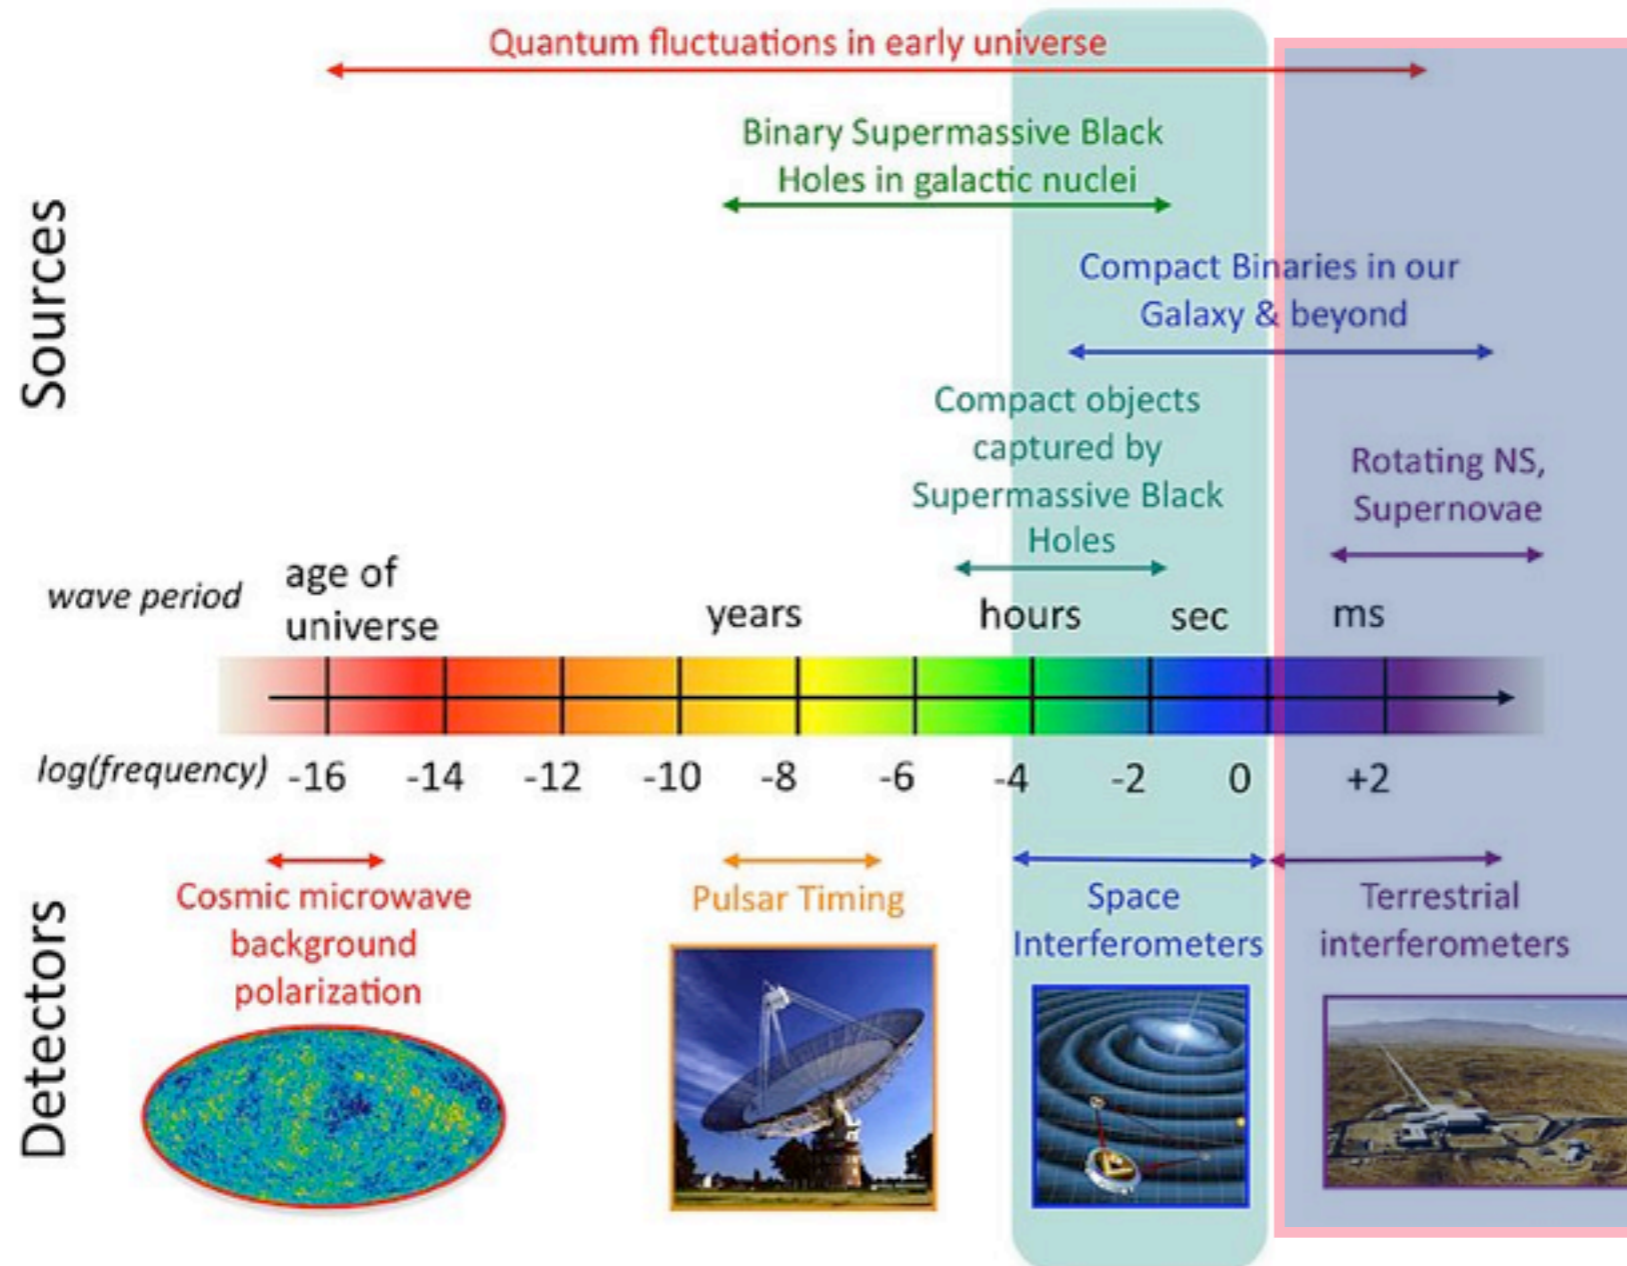 Quantum fluctuations in early universe
Binary Supermassive Black
Holes in galactic nuclei
Compact Binaries in our
Galaxy & beyond
Compact objects
captured by
Supermassive Black
Holes
Rotating NS,
Supernovae
Sources
wave period
age of
universe
years
hours
sec
ms
log(frequency)
-16
-14
-12
-10
-8
-6
-4
-2
0
+2
Detectors
Cosmic microwave
background
polarization
Pulsar Timing
Space
Interferometers
Terrestrial
interferometers